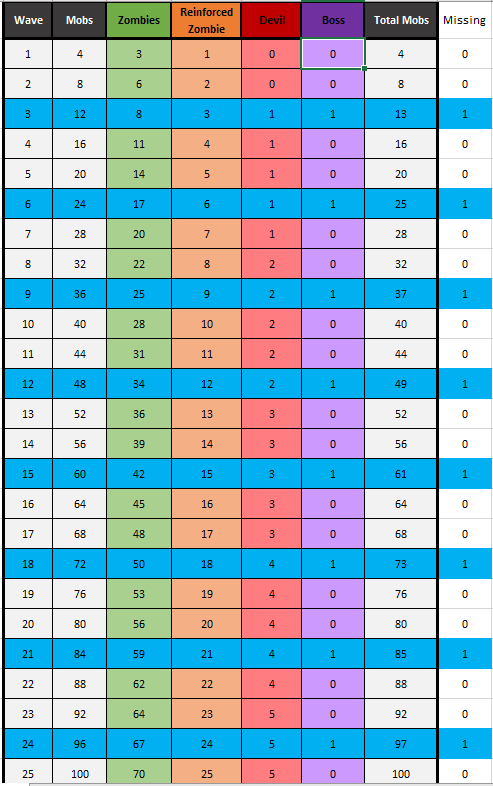 Wave Mobs Zombies Reinforced Zombie Devil Boss Total Mobs Missing
1 4 3 1 0 0 4 0
2 8 6 2 0 0 8 0
3 12 8 3 1 1 13 1
4 16 11 4 1 0 16 0
5 20 14 5 1 0 20 0
6 24 17 6 1 1 25 1
7 28 20 7 1 0 28 0
8 32 22 8 2 0 32 0
9 36 25 9 2 1 37 1
10 40 28 10 2 0 40 0
11 44 31 11 2 0 44 0
12 48 34 12 2 1 49 1
13 52 36 13 3 0 52 0
14 56 39 14 3 0 56 0
15 60 42 15 3 1 61 1
16 64 45 16 3 0 64 0
17 68 48 17 3 0 68 0
18 72 50 18 4 1 73 1
19 76 53 19 4 0 76 0
20 80 56 20 4 0 80 0
21 84 59 21 4 1 85 1
22 88 62 22 4 0 88 0
23 92 64 23 5 0 92 0
24 96 67 24 5 1 97 1
25 100 70 25 5 0 100 0